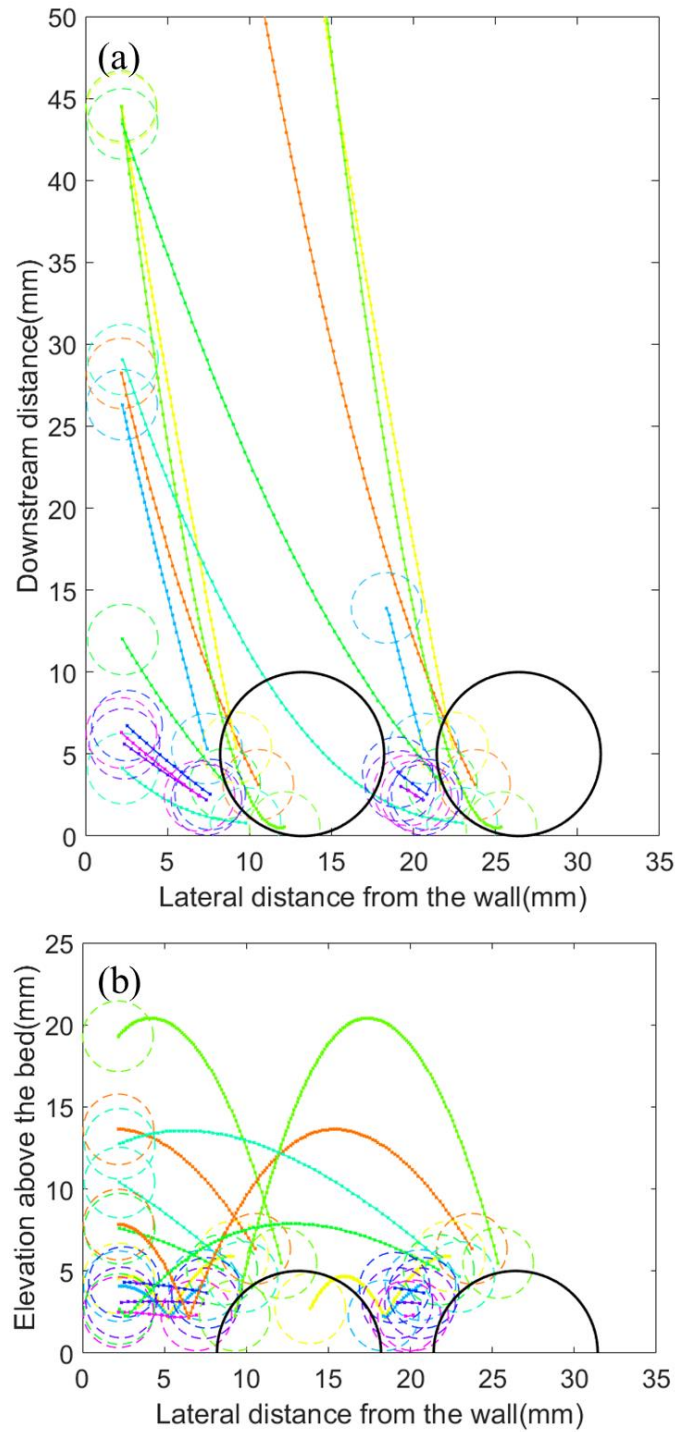 (a)
50
45
40
35
30
25
20
15
10
5
0
Downstream distance(mm)
0 5 10 15 20 25 30 35
Lateral distance from the wall(mm)
(b)
25
20
15
10
5
0
Elevation above the bed(mm)
0 5 10 15 20 25 30 35
Lateral distance from the wall(mm)